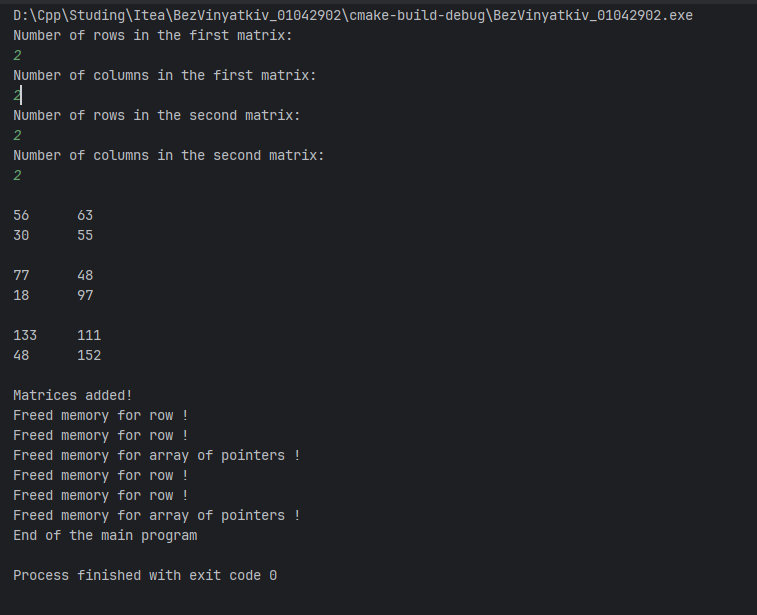 D:\Cpp\Studing\Itea\BezVinyatkiv_01042902\cmake-build-debug\BezVinyatkiv_01042902.exe
Number of rows in the first matrix:
2
Number of columns in the first matrix:
2
Number of rows in the second matrix:
2
Number of columns in the second matrix:
2
56 63
30 55
77 48
18 97
133 111
48 152
Matrices added!
Freed memory for row !
Freed memory for row !
Freed memory for array of pointers !
Freed memory for row !
Freed memory for row !
Freed memory for array of pointers !
End of the main program
Process finished with exit code 0